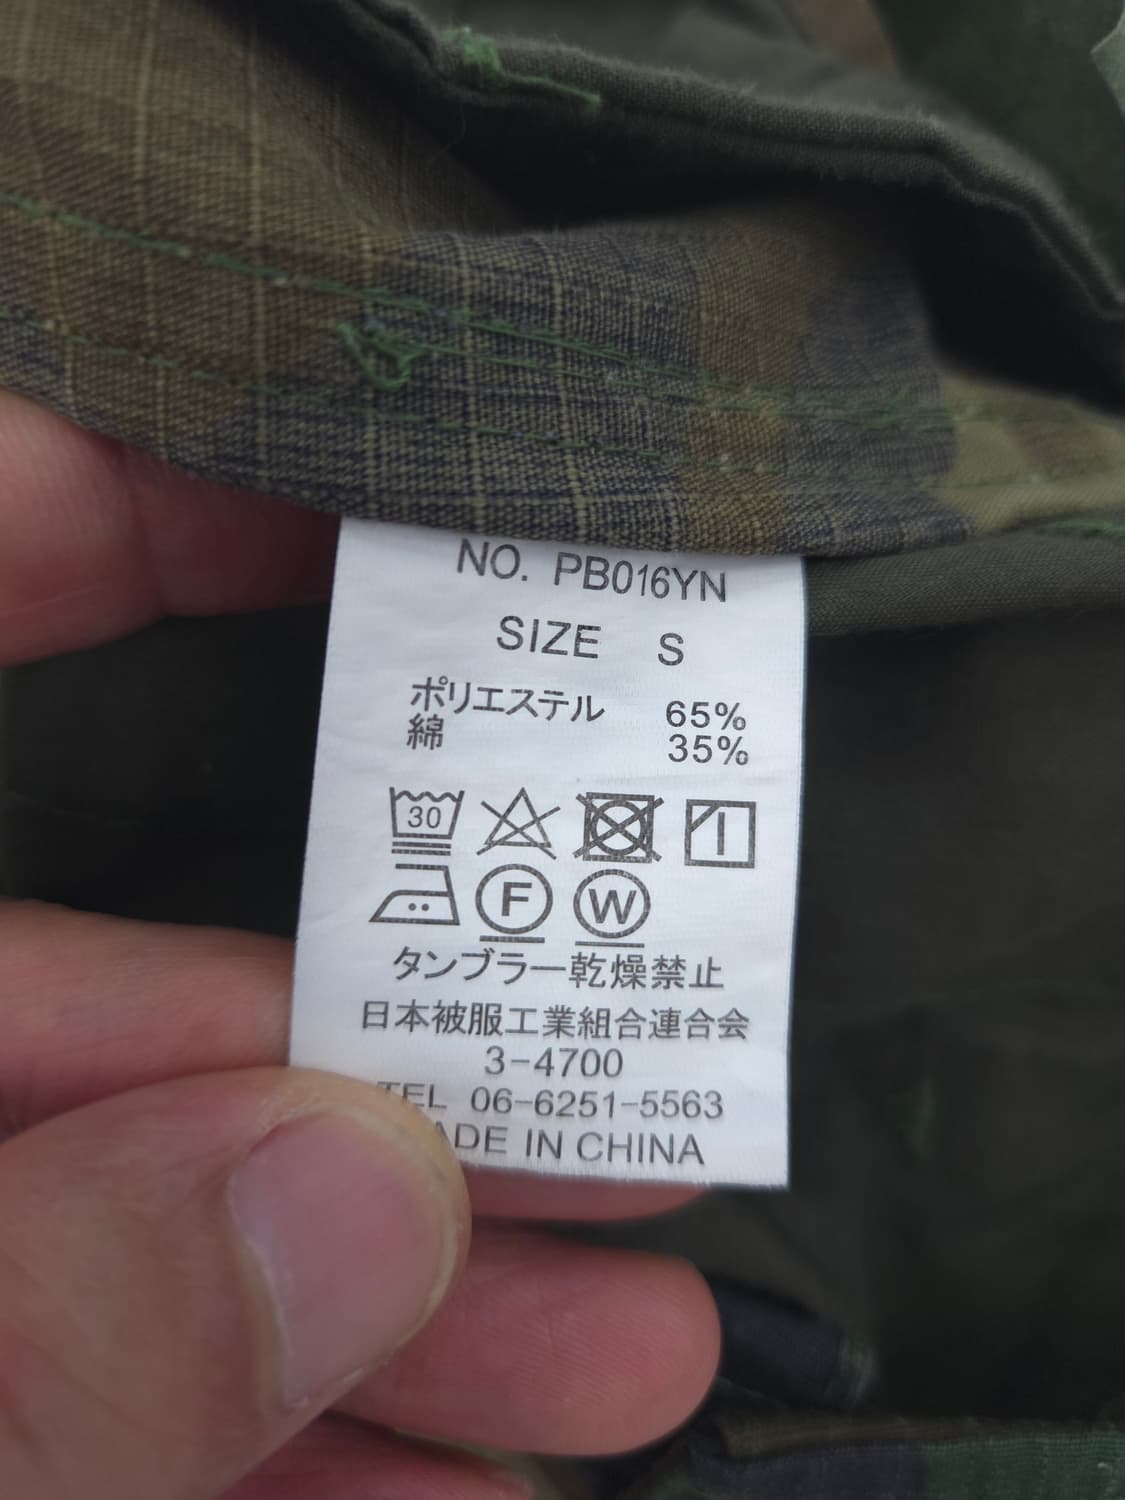 NO. PB016YN
SIZE S
ポリエステル 65%
綿 35%
30
F W
タンブラー乾燥禁止
日本被服工業組合連合会
3-4700
TEL 06-6251-5563
MADE IN CHINA